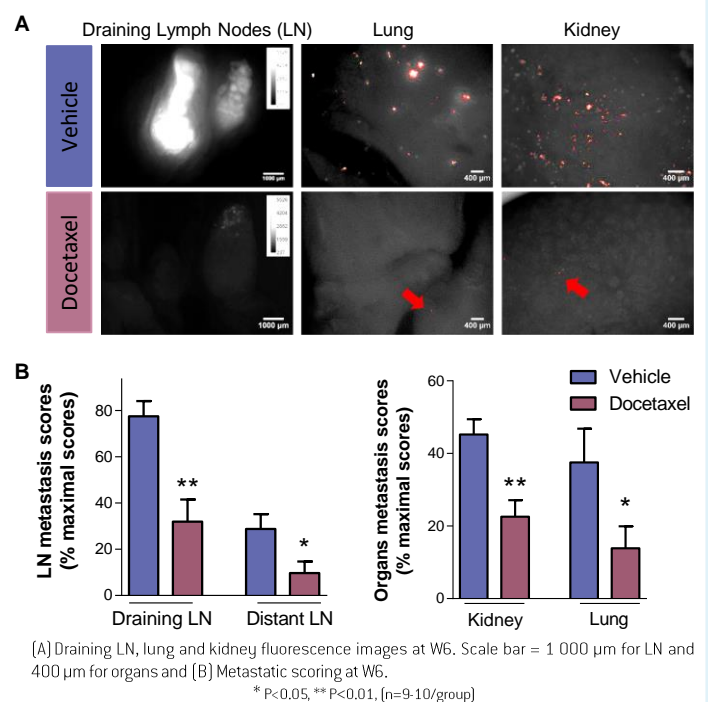 A
Draining Lymph Nodes (LN)
Lung
Kidney
Vehicle
1000 µm
400 µm
400 µm
Docetaxel
1000 µm
400 µm
400 µm
B
LN metastasis scores
(% maximal scores)
80
60
40
20
0
**
*
Draining LN
Distant LN
Organs metastasis scores
(% maximal scores)
60
40
20
0
**
*
Kidney
Lung
Vehicle
Docetaxel
(A) Draining LN, lung and kidney fluorescence images at W6. Scale bar = 1 000 µm for LN and
400 µm for organs and (B) Metastatic scoring at W6.
* P<0.05, ** P<0.01, (n=9-10/group)